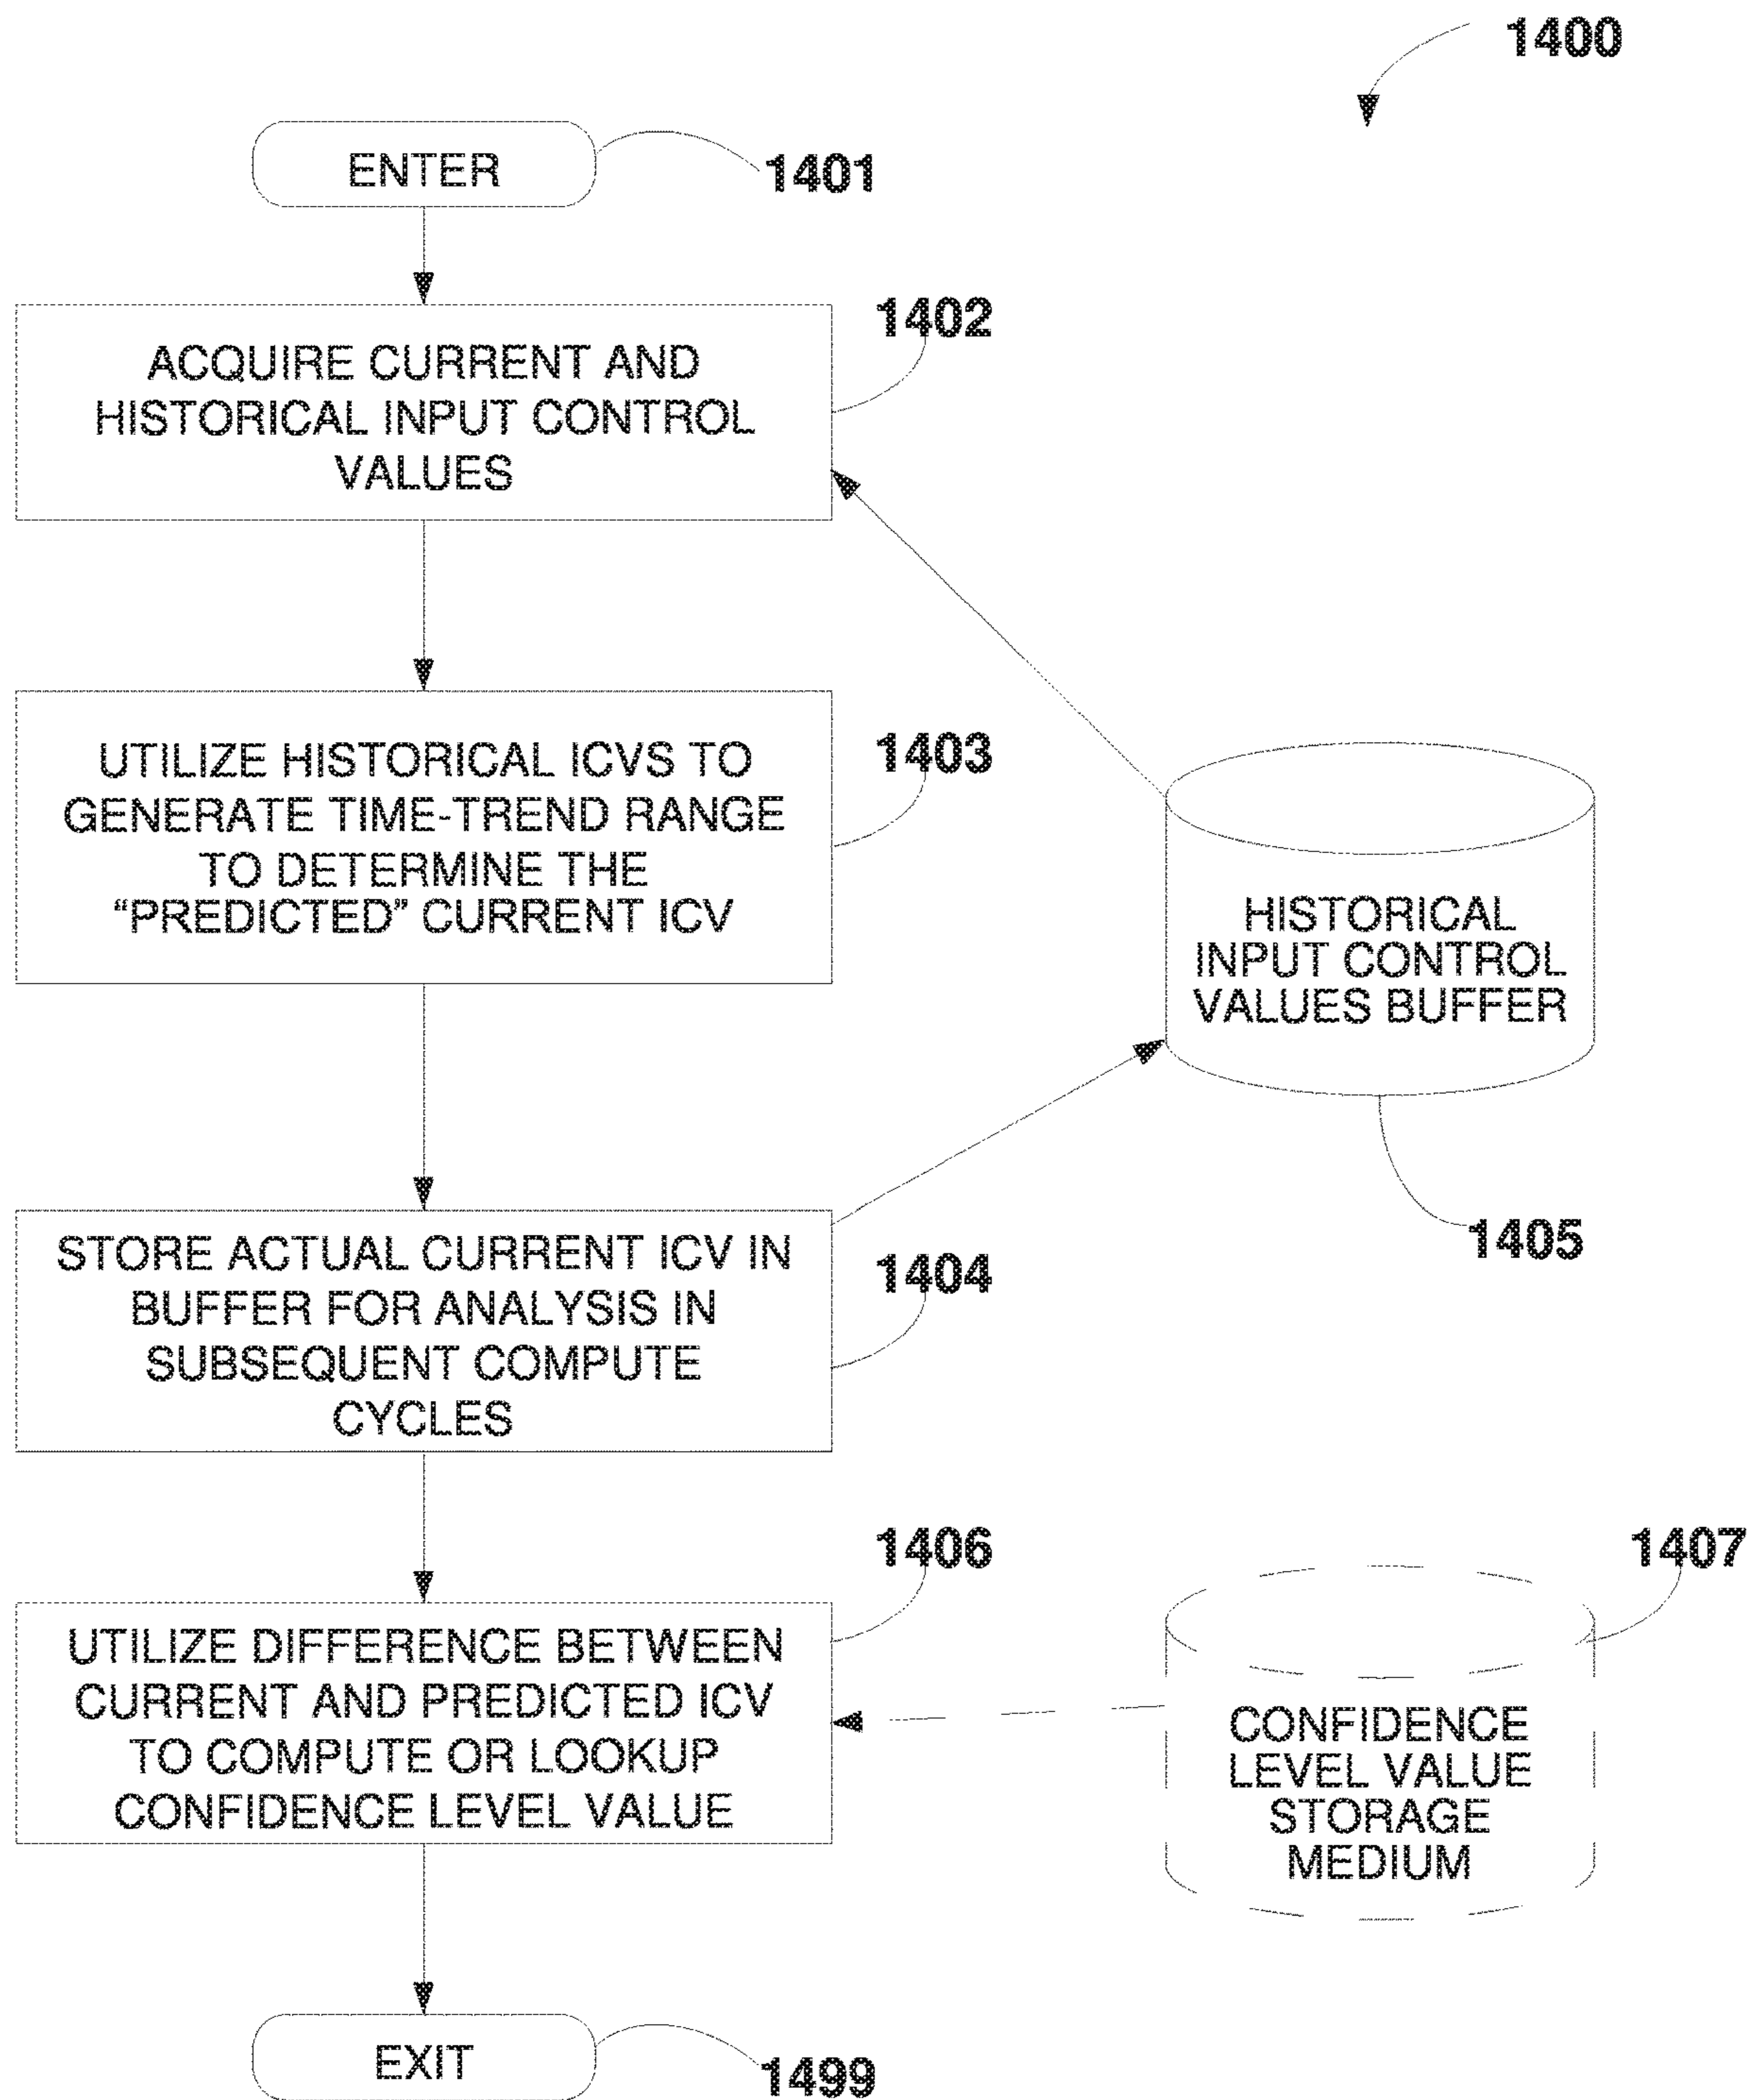 1400
ENTER
1401
1402
ACQUIRE CURRENT AND
HISTORICAL INPUT CONTROL
VALUES
1403
UTILIZE HISTORICAL ICVS TO
GENERATE TIME-TREND RANGE
TO DETERMINE THE
“PREDICTED” CURRENT ICV
HISTORICAL
INPUT CONTROL
VALUES BUFFER
1405
STORE ACTUAL CURRENT ICV IN
BUFFER FOR ANALYSIS IN
SUBSEQUENT COMPUTE
CYCLES
1404
1406
1407
UTILIZE DIFFERENCE BETWEEN
CURRENT AND PREDICTED ICV
TO COMPUTE OR LOOKUP
CONFIDENCE LEVEL VALUE
CONFIDENCE
LEVEL VALUE
STORAGE
MEDIUM
EXIT
1499